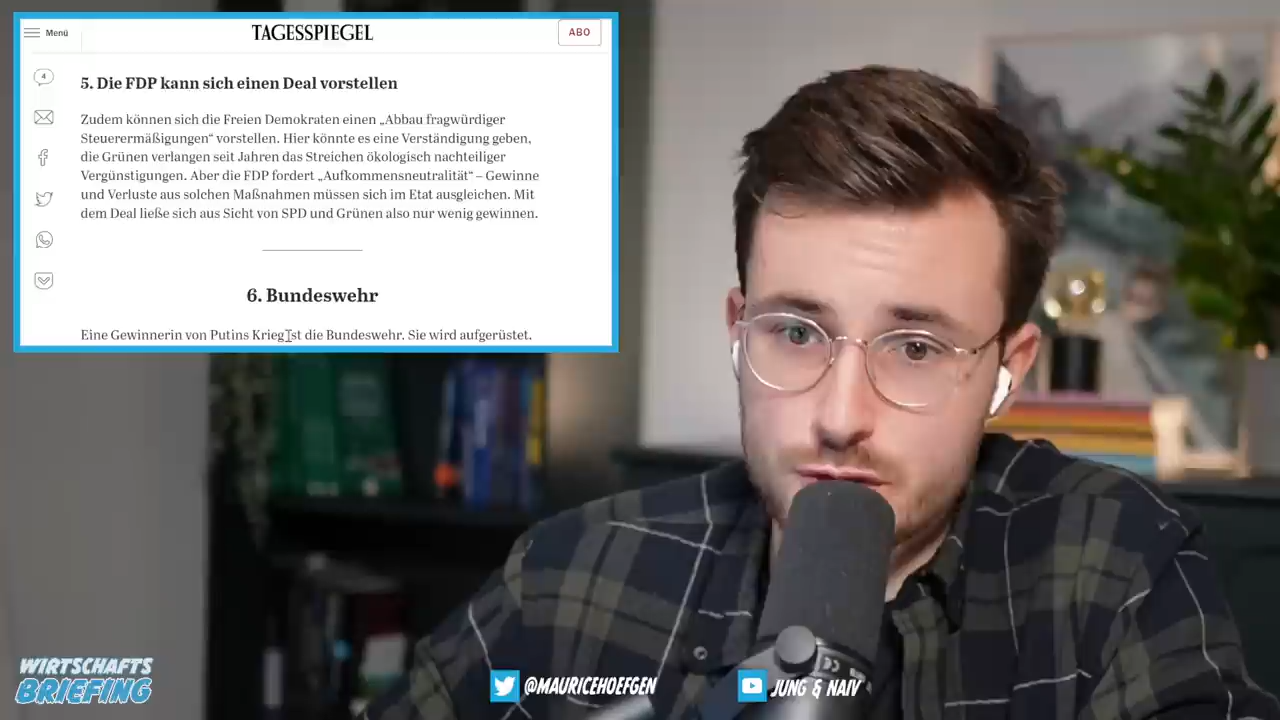 Menü
TAGESSPIEGEL
ABO
4
5. Die FDP kann sich einen Deal vorstellen
Zudem können sich die Freien Demokraten einen „Abbau fragwürdiger
Steuerermäßigungen“ vorstellen. Hier könnte es eine Verständigung geben,
die Grünen verlangen seit Jahren das Streichen ökologisch nachteiliger
Vergünstigungen. Aber die FDP fordert „Aufkommensneutralität“ – Gewinne
und Verluste aus solchen Maßnahmen müssen sich im Etat ausgleichen. Mit
dem Deal ließe sich aus Sicht von SPD und Grünen also nur wenig gewinnen.
6. Bundeswehr
Eine Gewinnerin von Putins Krieg ist die Bundeswehr. Sie wird aufgerüstet.
WIRTSCHAFTS
BRIEFING
@MAURICEHOEFGEN
JUNG & NAIV